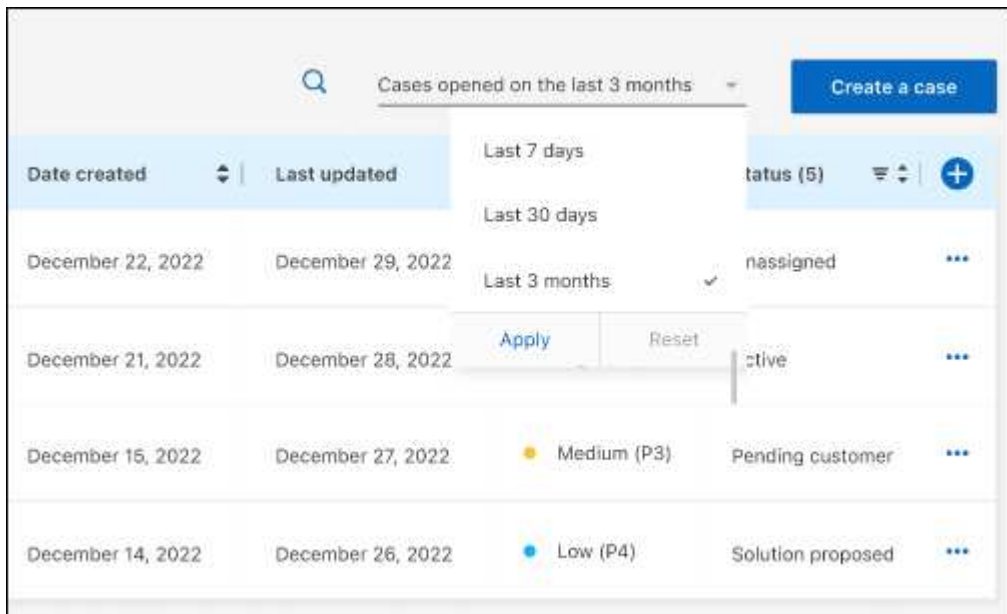 Cases opened on the last 3 months
Create a case
Last 7 days
Date created Last updated tatus (5)
Last 30 days
December 22, 2022 December 29, 2022 nassigned
Last 3 months
Apply Reset
December 21, 2022 December 28, 2022 ctive
December 15, 2022 December 27, 2022 Medium (P3) Pending customer
December 14, 2022 December 26, 2022 Low (P4) Solution proposed